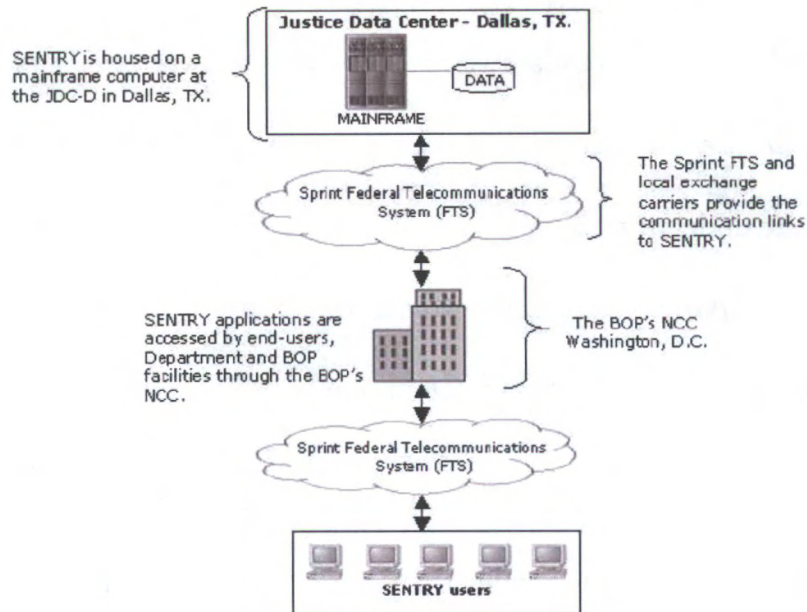 Justice Data Center - Dallas, TX.
SENTRY is housed on a
mainframe computer at
the JDC-D in Dallas, TX.
DATA
MAINFRAME
Sprint Federal Telecommunications
System (FTS)
The Sprint FTS and
local exchange
carriers provide the
communication links
to SENTRY.
SENTRY applications are
accessed by end-users,
Department and BOP
facilities through the BOP's
NCC.
The BOP's NCC
Washington, D.C.
Sprint Federal Telecommunications
System (FTS)
SENTRY users